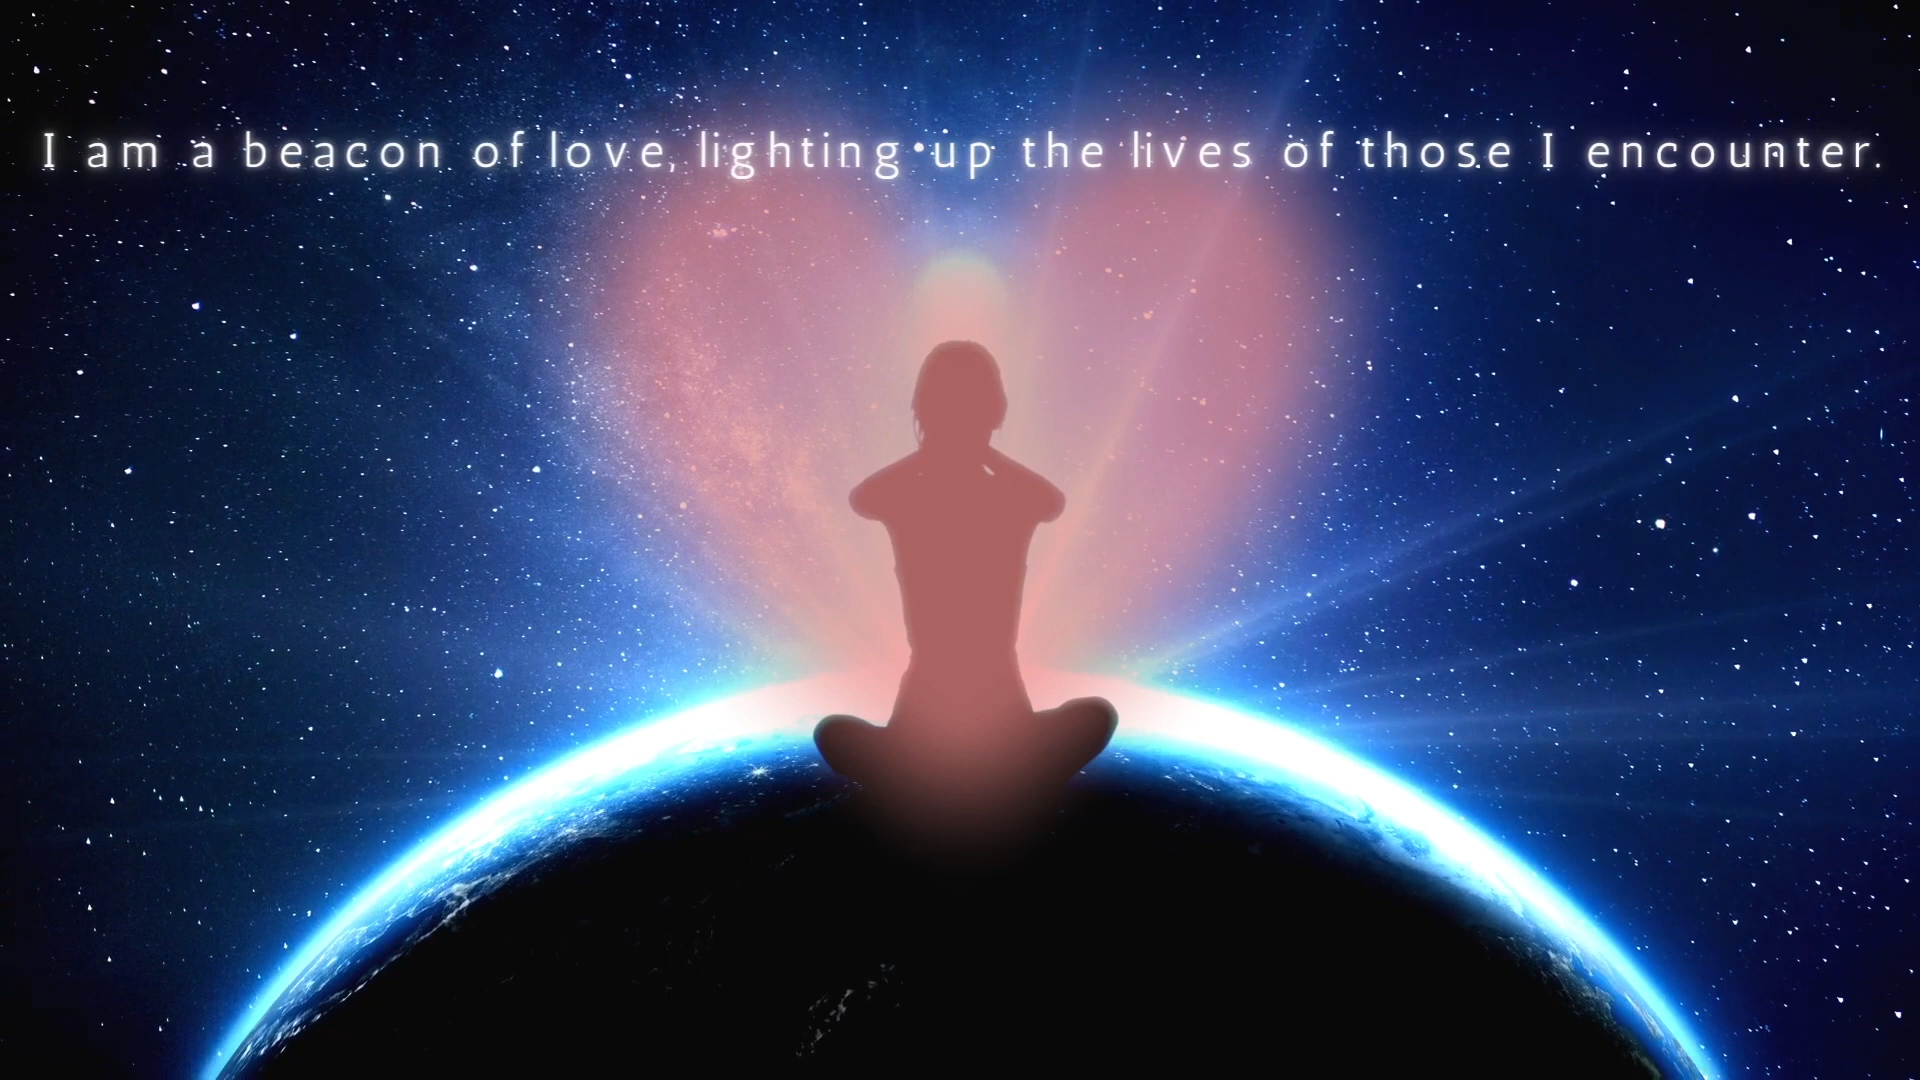 I am a beacon of love, lighting up the lives of those I encounter.